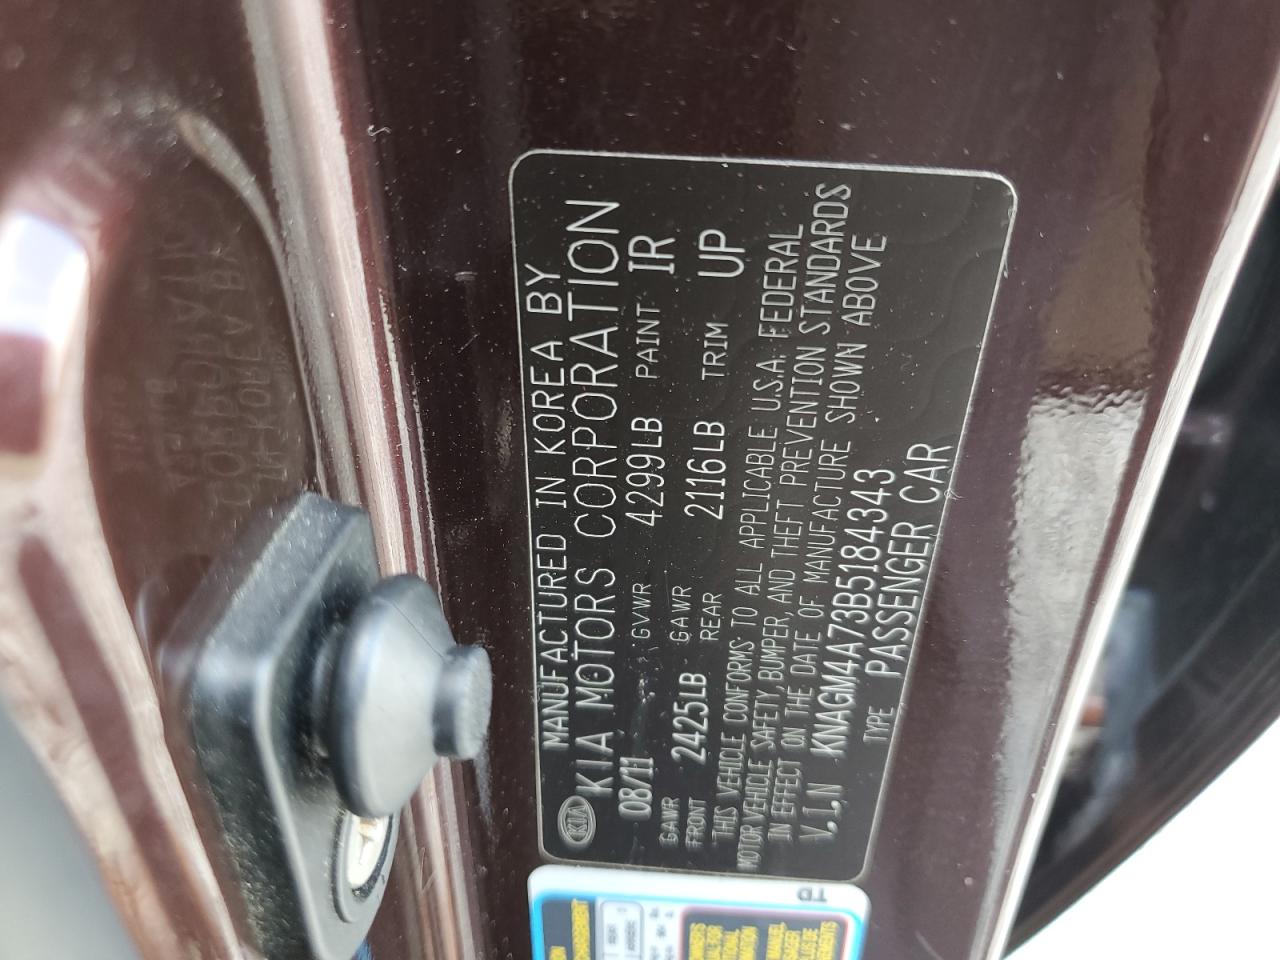 MANUFACTURED IN KOREA BY
KIA KIA MOTORS CORPORATION
08/11 GVWR 4299LB PAINT IR
GAWR FRONT 2425LB GAWR REAR 2116LB TRIM UP
THIS VEHICLE CONFORMS TO ALL APPLICABLE U.S.A. FEDERAL
MOTOR VEHICLE SAFETY, BUMPER, AND THEFT PREVENTION STANDARDS
IN EFFECT ON THE DATE OF MANUFACTURE SHOWN ABOVE
V.I.N KNAGM4A73B5184343
TYPE PASSENGER CAR
TD